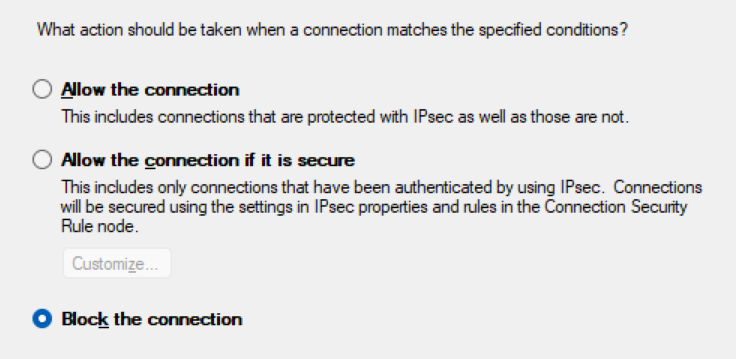 What action should be taken when a connection matches the specified conditions?
Allow the connection
This includes connections that are protected with IPsec as well as those are not.
Allow the connection if it is secure
This includes only connections that have been authenticated by using IPsec. Connections
will be secured using the settings in IPsec properties and rules in the Connection Security
Rule node.
Customize...
Block the connection